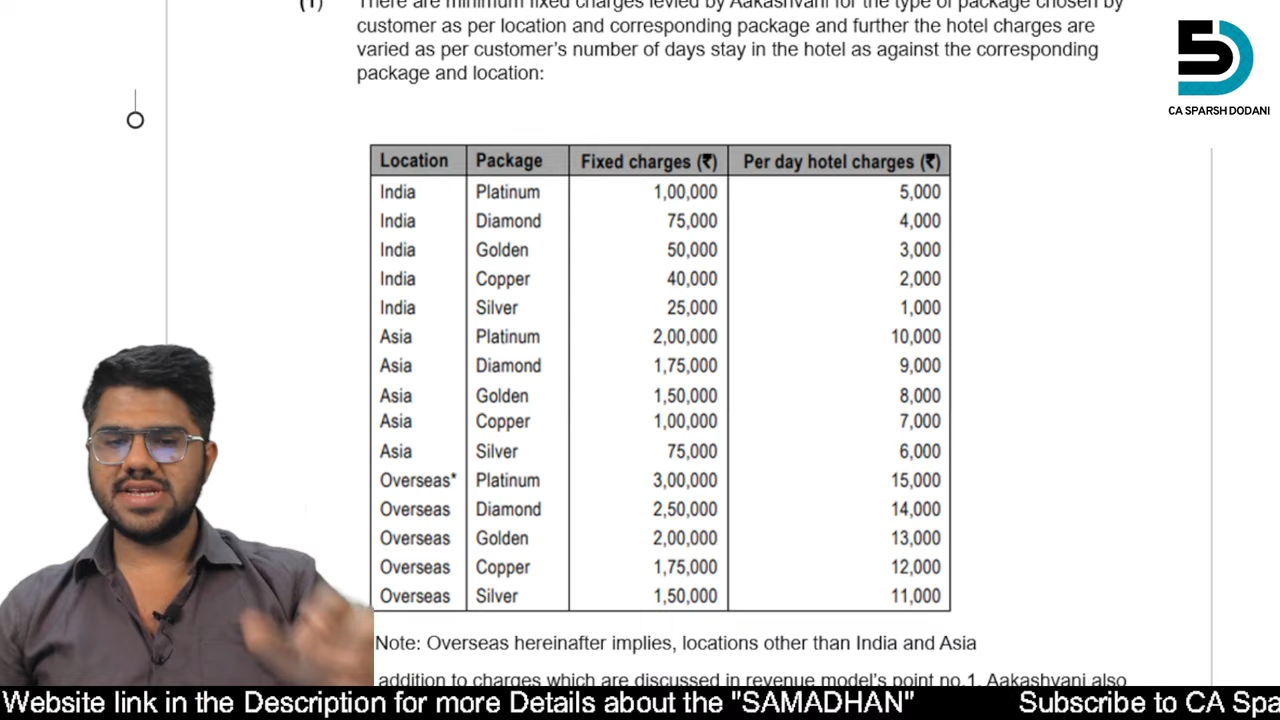 (1) There are minimum fixed charges levied by Aakashvani for the type of package chosen by
customer as per location and corresponding package and further the hotel charges are
varied as per customer's number of days stay in the hotel as against the corresponding
package and location:
5D
CA SPARSH DODANI
Location Package Fixed charges (₹) Per day hotel charges (₹)
India Platinum 1,00,000 5,000
India Diamond 75,000 4,000
India Golden 50,000 3,000
India Copper 40,000 2,000
India Silver 25,000 1,000
Asia Platinum 2,00,000 10,000
Asia Diamond 1,75,000 9,000
Asia Golden 1,50,000 8,000
Asia Copper 1,00,000 7,000
Asia Silver 75,000 6,000
Overseas* Platinum 3,00,000 15,000
Overseas Diamond 2,50,000 14,000
Overseas Golden 2,00,000 13,000
Overseas Copper 1,75,000 12,000
Overseas Silver 1,50,000 11,000
Note: Overseas hereinafter implies, locations other than India and Asia
addition to charges which are discussed in revenue model's point no.1, Aakashvani also
Website link in the Description for more Details about the "SAMADHAN" Subscribe to CA Spa